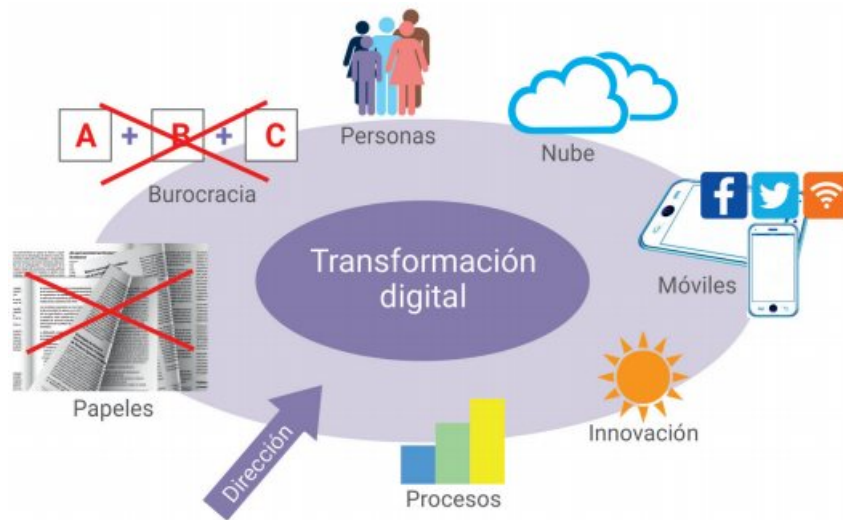 Personas
Nube
A + B + C
Burocracia
Transformación
digital
Móviles
Papeles
Innovación
Dirección
Procesos